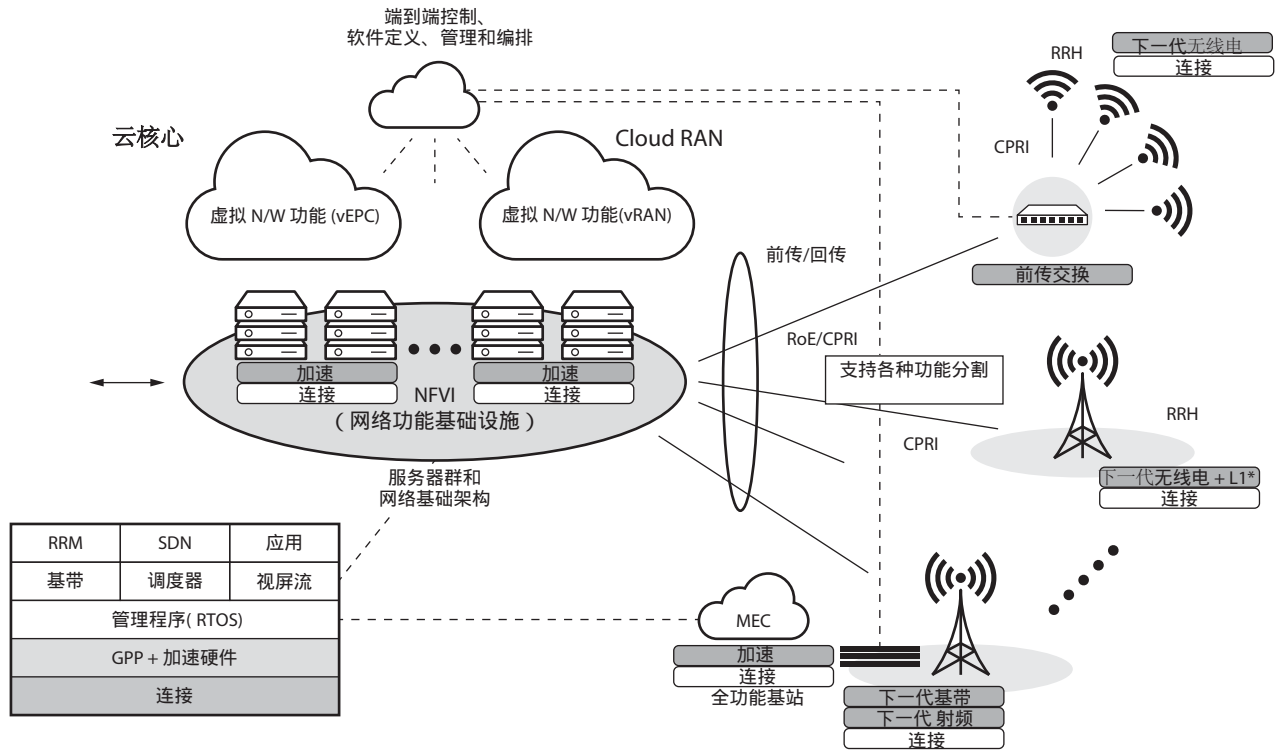 端到端控制、
软件定义、管理和编排
云核心
Cloud RAN
虚拟 N/W 功能 (vEPC)
虚拟 N/W 功能(vRAN)
RRH
下一代无线电
连接
CPRI
前传交换
前传/回传
RoE/CPRI
支持各种功能分割
加速
连接
加速
连接
NFVI
(网络功能基础设施)
服务器群和
网络基础架构
CPRI
RRH
下一代无线电 + L1*
连接
RRM SDN 应用
基带 调度器 视屏流
管理程序( RTOS)
GPP + 加速硬件
连接
MEC
加速
连接
全功能基站
下一代基带
下一代 射频
连接